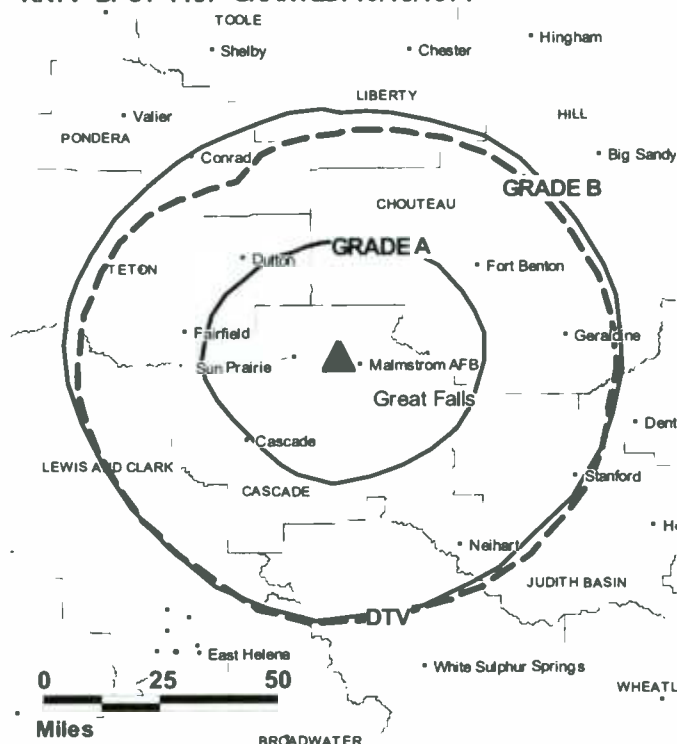 TOOLE
Hingham
Shelby
Chester
LIBERTY
Valier
HILL
PONDERA
Conrad
Big Sandy
GRADE B
CHOUTEAU
GRADE A
Dutton
Fort Benton
TETON
Fairfield
Geraldine
Sun Prairie
Malmstrom AFB
Great Falls
Dent
Cascade
LEWIS AND CLARK
Stanford
CASCADE
Neihart
JUDITH BASIN
DTV
East Helena
White Sulphur Springs
0 25 50
WHEATL
Miles
BROADWATER